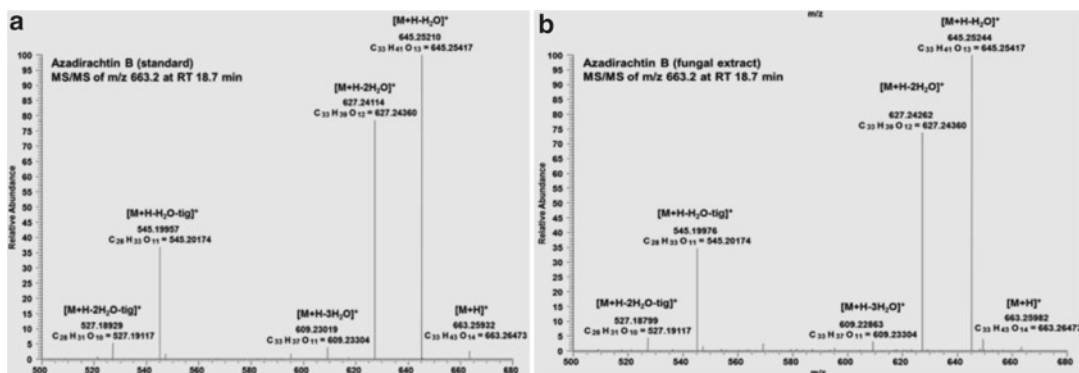 a
[M+H-H₂O]⁺
645.25210
C₃₃H₄₁O₁₃ = 645.25417
Azadirachtin B (standard)
MS/MS of m/z 663.2 at RT 18.7 min
[M+H-2H₂O]⁺
627.24114
C₃₃H₃₉O₁₂ = 627.24360
[M+H-H₂O-tig]⁺
545.19957
C₂₈H₃₃O₁₁ = 545.20174
[M+H-2H₂O-tig]⁺
527.18929
C₂₈H₃₁O₁₀ = 527.19117
[M+H-3H₂O]⁺
609.23019
C₃₃H₃₇O₁₁ = 609.23304
[M+H]⁺
663.25932
C₃₃H₄₃O₁₄ = 663.26473
Relative Abundance
100
95
90
85
80
75
70
65
60
55
50
45
40
35
30
25
20
15
10
5
0
500 520 540 560 580 600 620 640 660 680
b
m/z
[M+H-H₂O]⁺
645.25244
C₃₃H₄₁O₁₃ = 645.25417
Azadirachtin B (fungal extract)
MS/MS of m/z 663.2 at RT 18.7 min
[M+H-2H₂O]⁺
627.24262
C₃₃H₃₉O₁₂ = 627.24360
[M+H-H₂O-tig]⁺
545.19976
C₂₈H₃₃O₁₁ = 545.20174
[M+H-2H₂O-tig]⁺
527.18799
C₂₈H₃₁O₁₀ = 527.19117
[M+H-3H₂O]⁺
609.22863
C₃₃H₃₇O₁₁ = 609.23304
[M+H]⁺
663.25982
C₃₃H₄₃O₁₄ = 663.26473
Relative Abundance
100
95
90
85
80
75
70
65
60
55
50
45
40
35
30
25
20
15
10
5
0
500 520 540 560 580 600 620 640 660 680
m/z